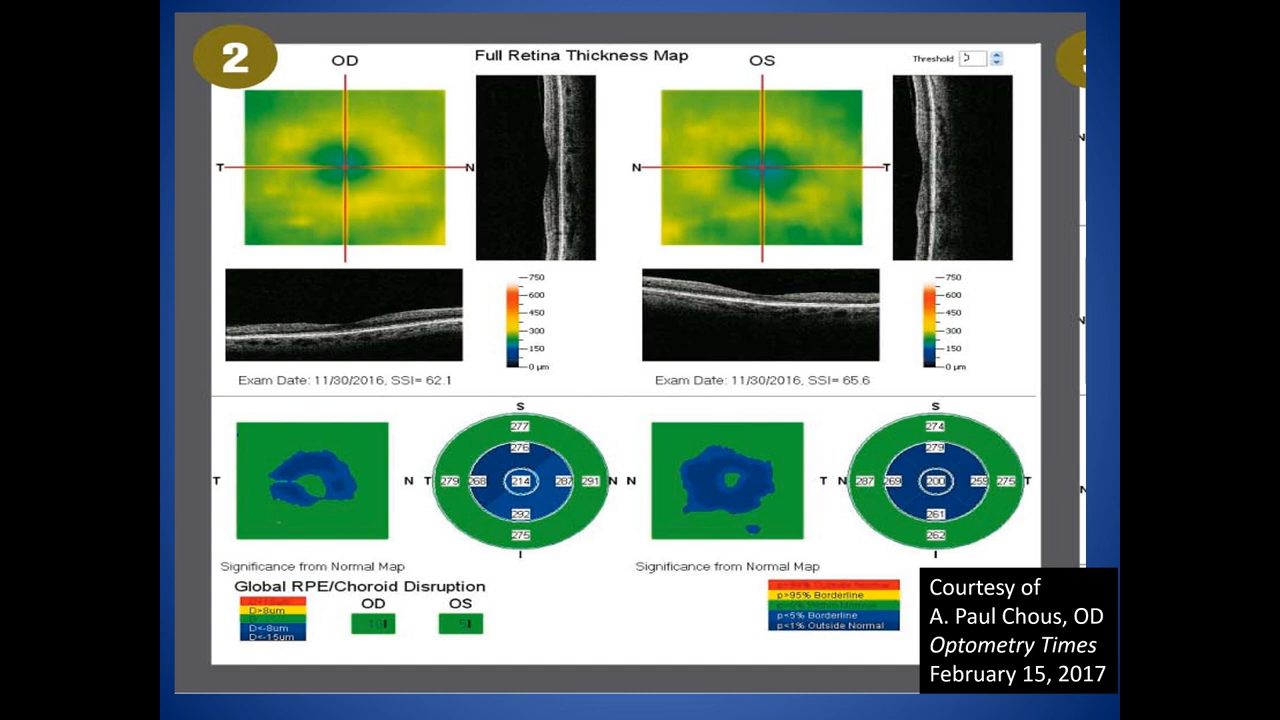 2
Full Retina Thickness Map
OD
OS
Threshold
T
N
N
T
750
600
450
300
150
0 µm
750
600
450
300
150
0 µm
Exam Date: 11/30/2016, SSI= 62.1
Exam Date: 11/30/2016, SSI= 65.6
S
277
276
T N T 279 268 214 287 291 N
292
275
I
S
274
279
N T N 287 269 200 259 275 T
261
262
I
Significance from Normal Map
Significance from Normal Map
Global RPE/Choroid Disruption
OD
OS
D>8um
D<-8um
D<-15um
p>95% Borderline
p<5% Borderline
p<1% Outside Normal
Courtesy of
A. Paul Chous, OD
Optometry Times
February 15, 2017